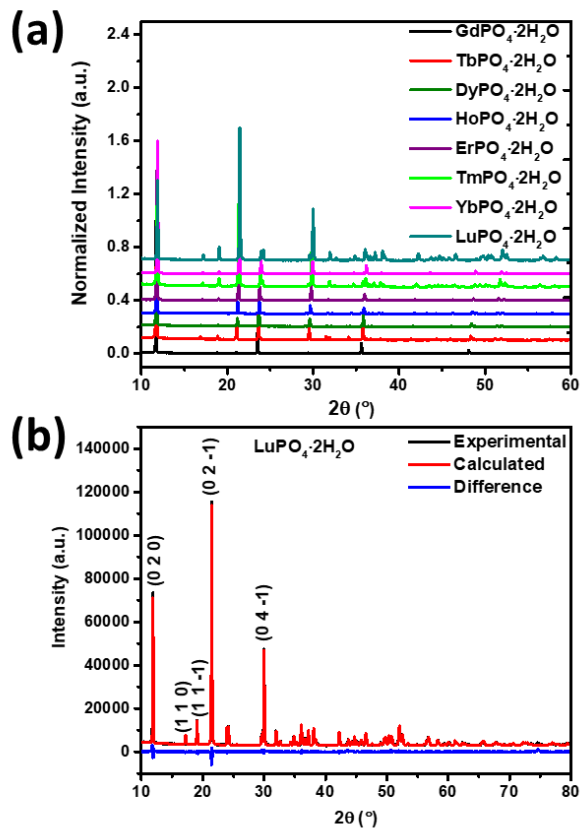 (a)
GdPO₄·2H₂O
TbPO₄·2H₂O
DyPO₄·2H₂O
HoPO₄·2H₂O
ErPO₄·2H₂O
TmPO₄·2H₂O
YbPO₄·2H₂O
LuPO₄·2H₂O
Normalized Intensity (a.u.)
2.4
2.0
1.6
1.2
0.8
0.4
0.0
10 20 30 40 50 60
2θ (°)
(b)
LuPO₄·2H₂O
Experimental
Calculated
Difference
Intensity (a.u.)
140000
120000
100000
80000
60000
40000
20000
0
(0 2 0)
(1 1 0)
(1 1 -1)
(0 2 -1)
(0 4 -1)
10 20 30 40 50 60 70 80
2θ (°)